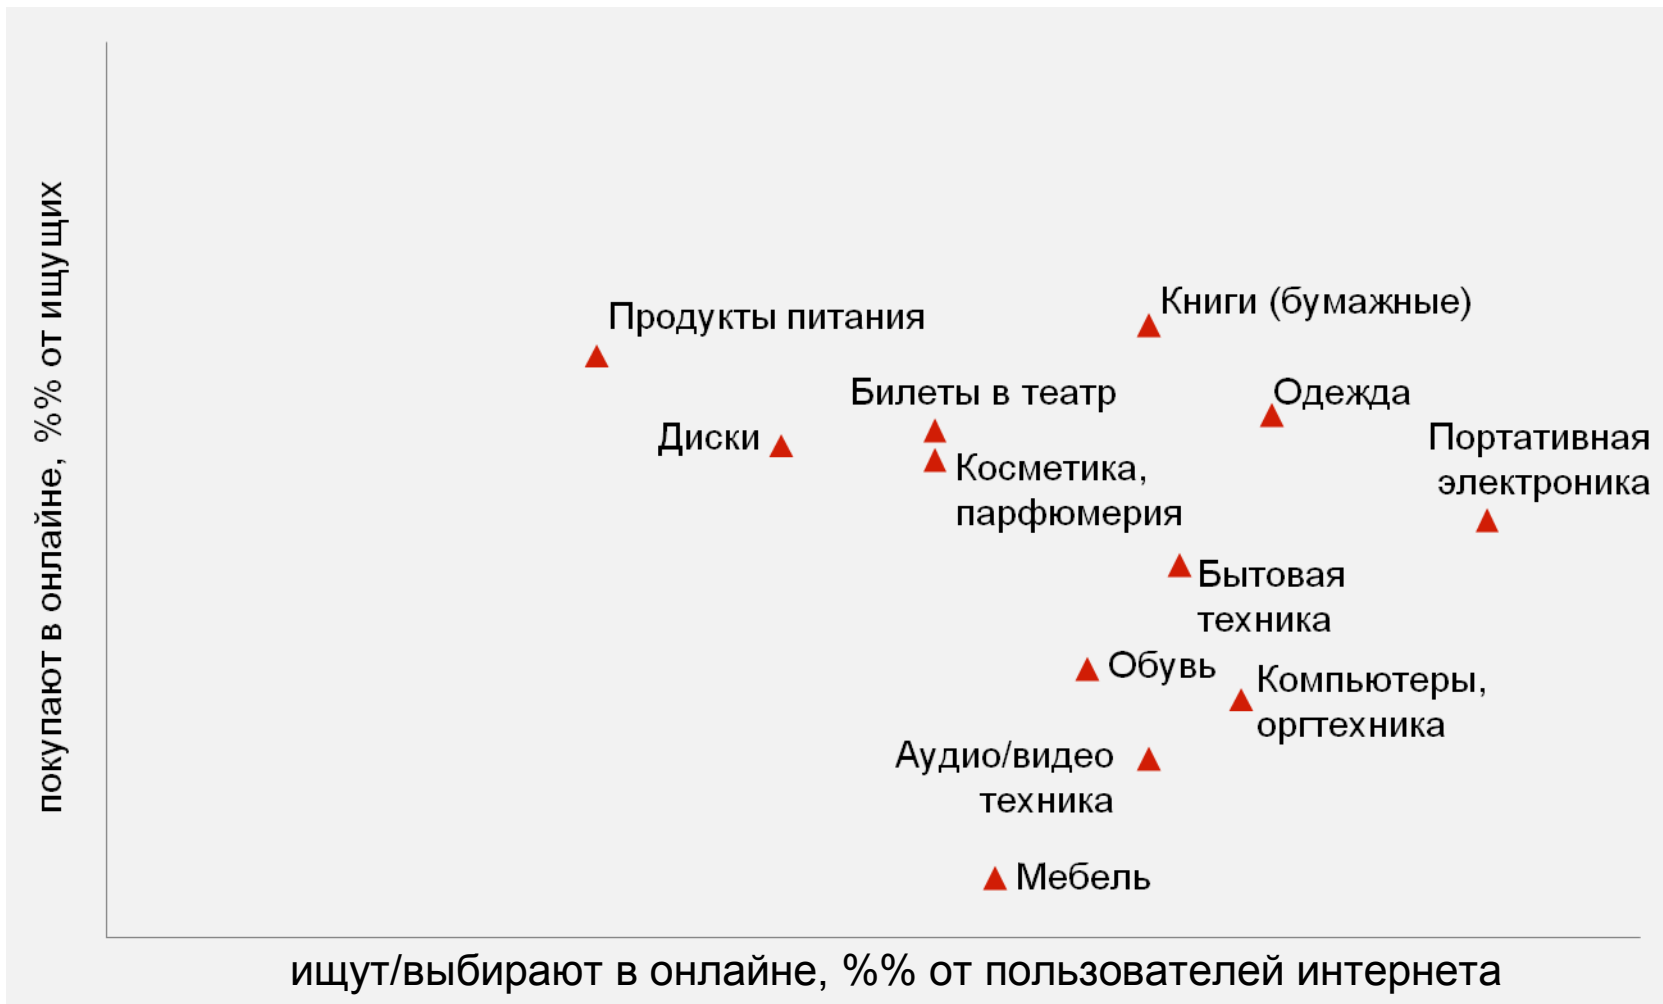 покупают в онлайне, %% от ищущих
Продукты питания
Книги (бумажные)
Билеты в театр
Одежда
Диски
Портативная
электроника
Косметика,
парфюмерия
Бытовая
техника
Обувь
Компьютеры,
оргтехника
Аудио/видео
техника
Мебель
ищут/выбирают в онлайне, %% от пользователей интернета